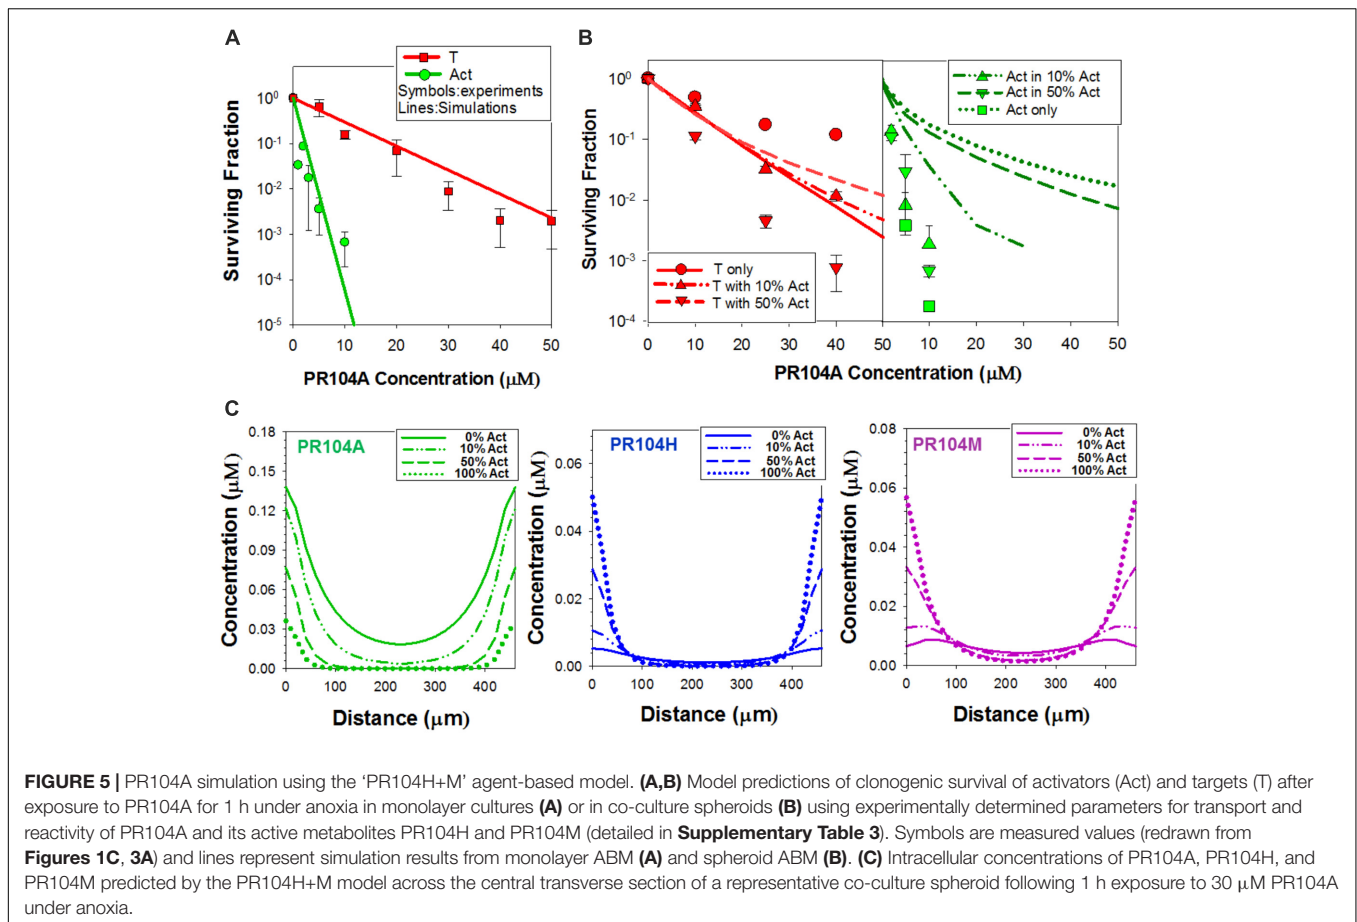 A
T
Act
Symbols:experiments
Lines:Simulations
Surviving Fraction
10⁰
10⁻¹
10⁻²
10⁻³
10⁻⁴
10⁻⁵
0 10 20 30 40 50
PR104A Concentration (μM)
B
Act in 10% Act
Act in 50% Act
Act only
T only
T with 10% Act
T with 50% Act
Surviving Fraction
10⁰
10⁻¹
10⁻²
10⁻³
10⁻⁴
0 10 20 30 40 50 10 20 30 40 50
PR104A Concentration (μM)
C
PR104A
0% Act
10% Act
50% Act
100% Act
Concentration (μM)
0.18
0.15
0.12
0.09
0.06
0.03
0.00
0 100 200 300 400
Distance (μm)
PR104H
0% Act
10% Act
50% Act
100% Act
Concentration (μM)
0.06
0.04
0.02
0.00
0 100 200 300 400
Distance (μm)
PR104M
0% Act
10% Act
50% Act
100% Act
Concentration (μM)
0.08
0.06
0.04
0.02
0.00
0 100 200 300 400
Distance (μm)
FIGURE 5 | PR104A simulation using the ‘PR104H+M’ agent-based model. (A,B) Model predictions of clonogenic survival of activators (Act) and targets (T) after
exposure to PR104A for 1 h under anoxia in monolayer cultures (A) or in co-culture spheroids (B) using experimentally determined parameters for transport and
reactivity of PR104A and its active metabolites PR104H and PR104M (detailed in Supplementary Table 3). Symbols are measured values (redrawn from
Figures 1C, 3A) and lines represent simulation results from monolayer ABM (A) and spheroid ABM (B). (C) Intracellular concentrations of PR104A, PR104H, and
PR104M predicted by the PR104H+M model across the central transverse section of a representative co-culture spheroid following 1 h exposure to 30 μM PR104A
under anoxia.